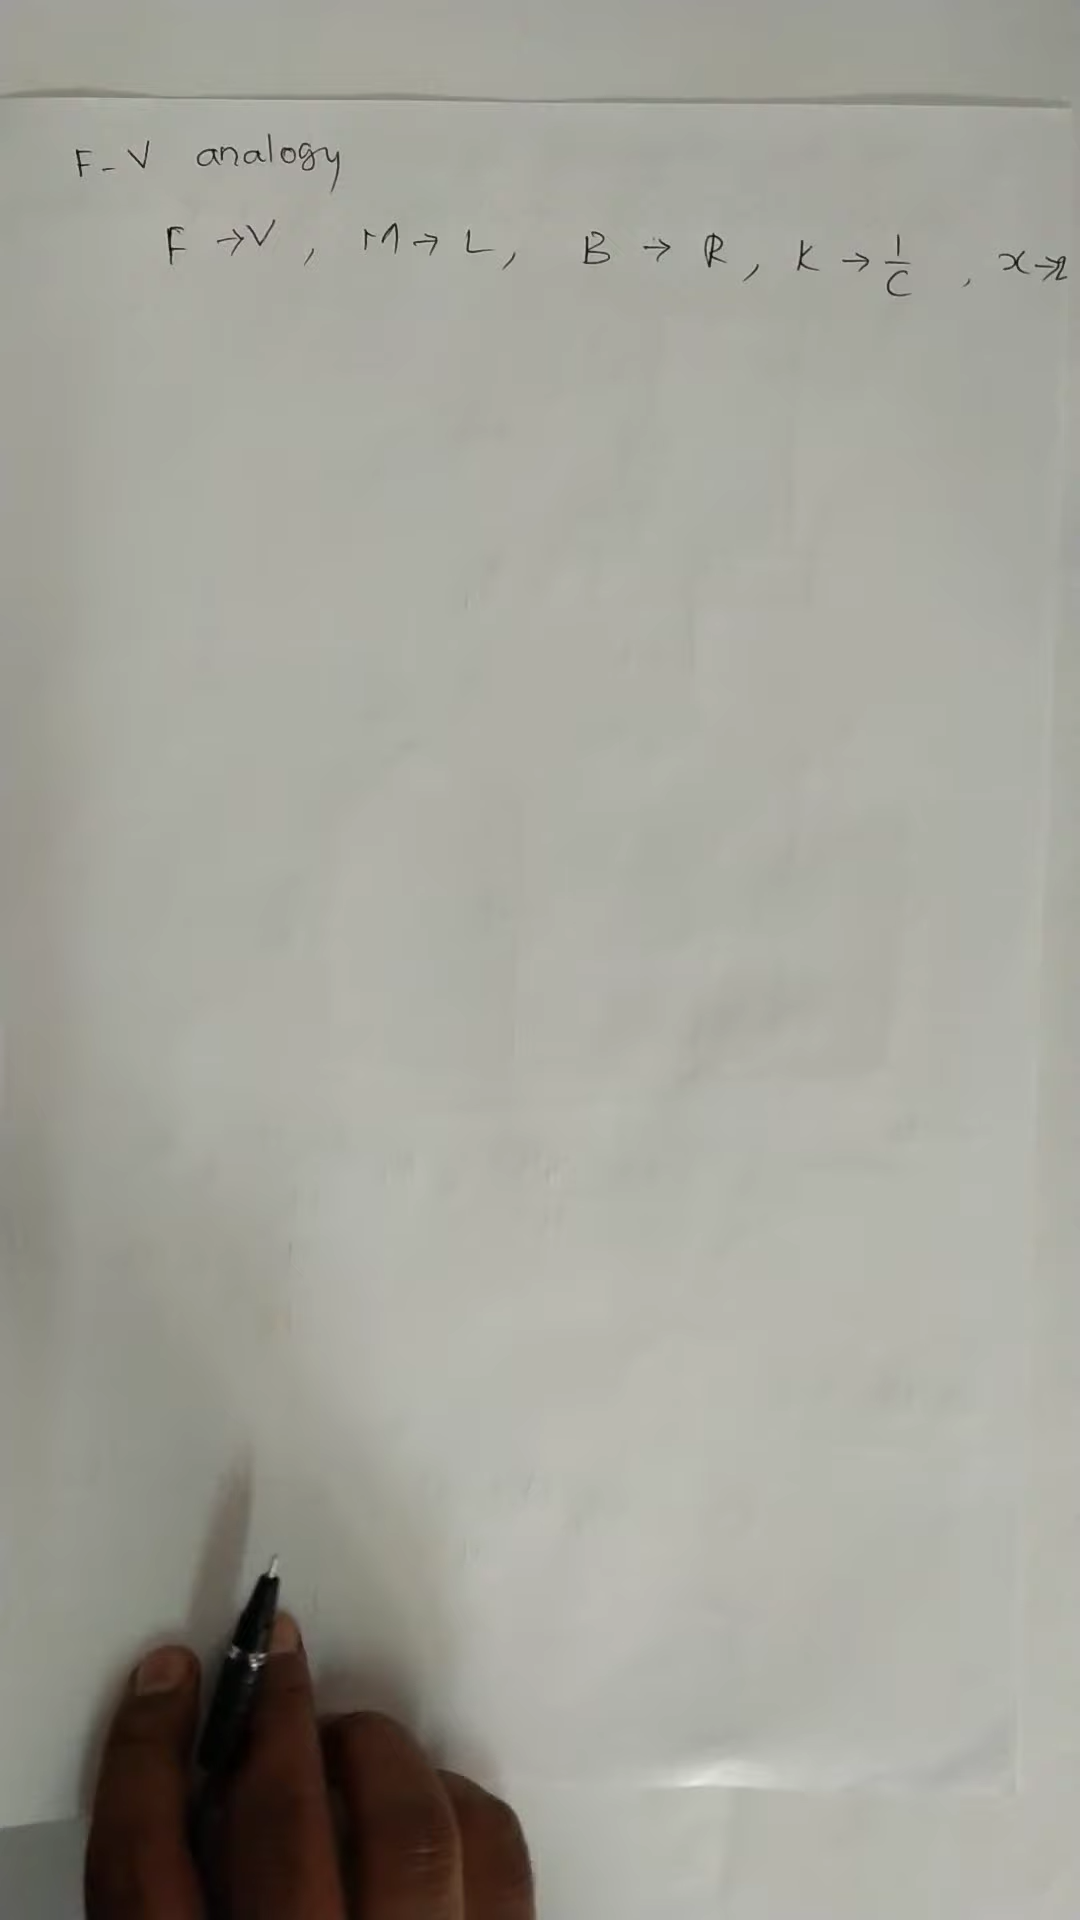 F-V analogy
F → V, M → L, B → R, K → 1/C, x →